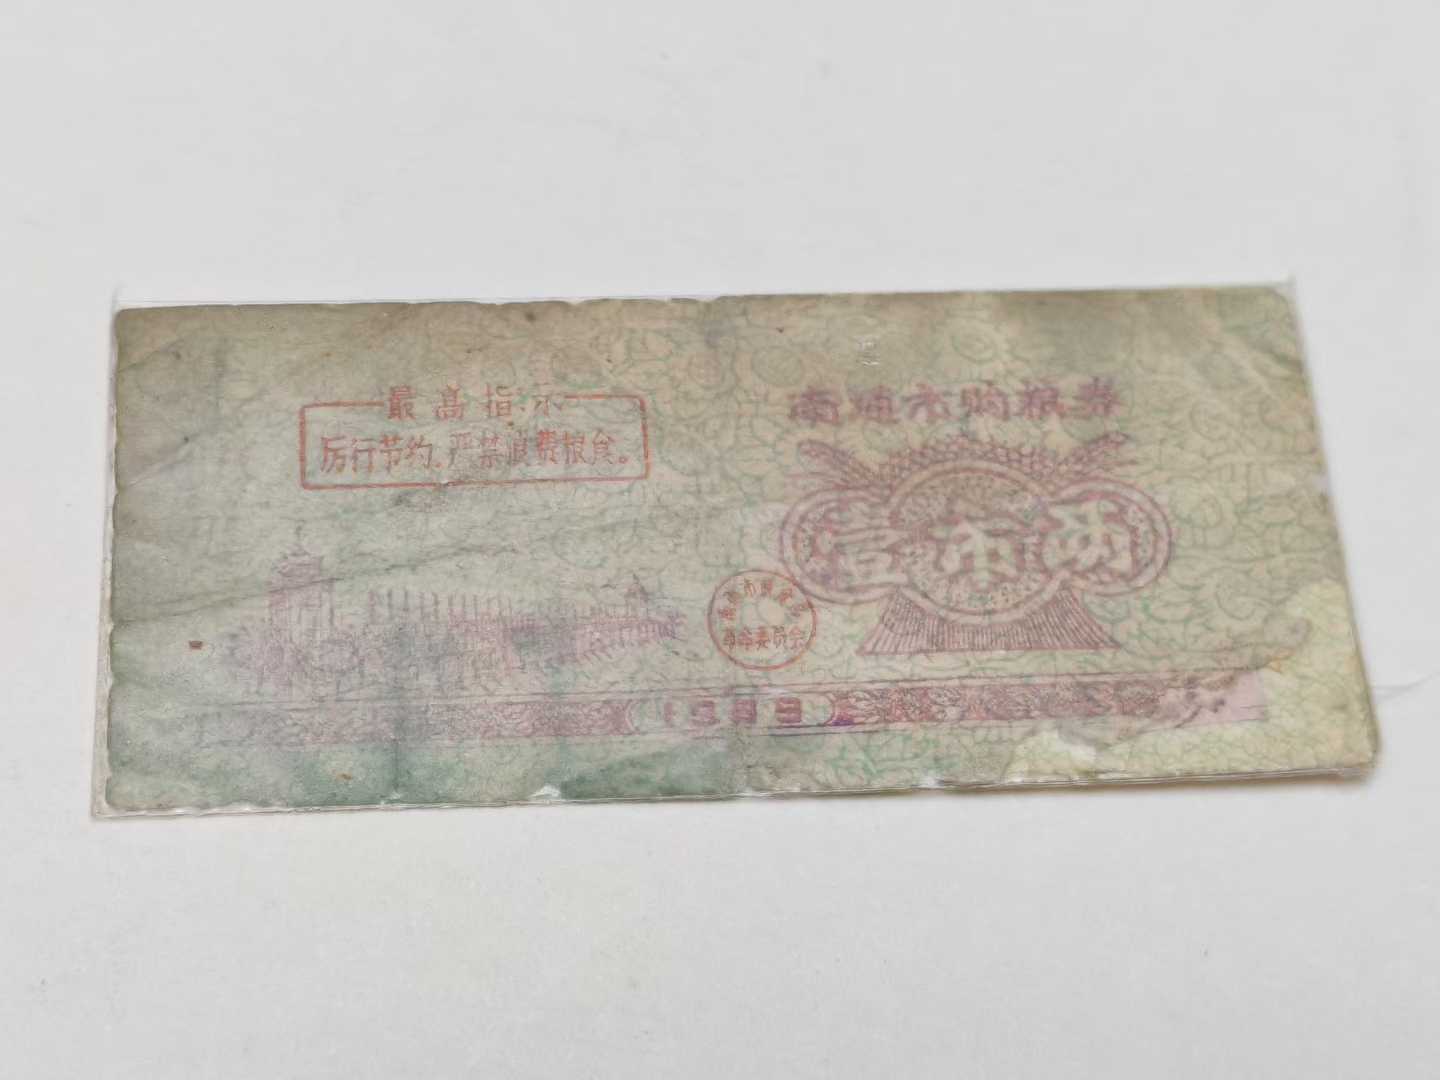 最高指示
厉行节约。严禁浪费粮食。
南通市购粮券
壹市两
南通市粮食局
革命委员会
1969